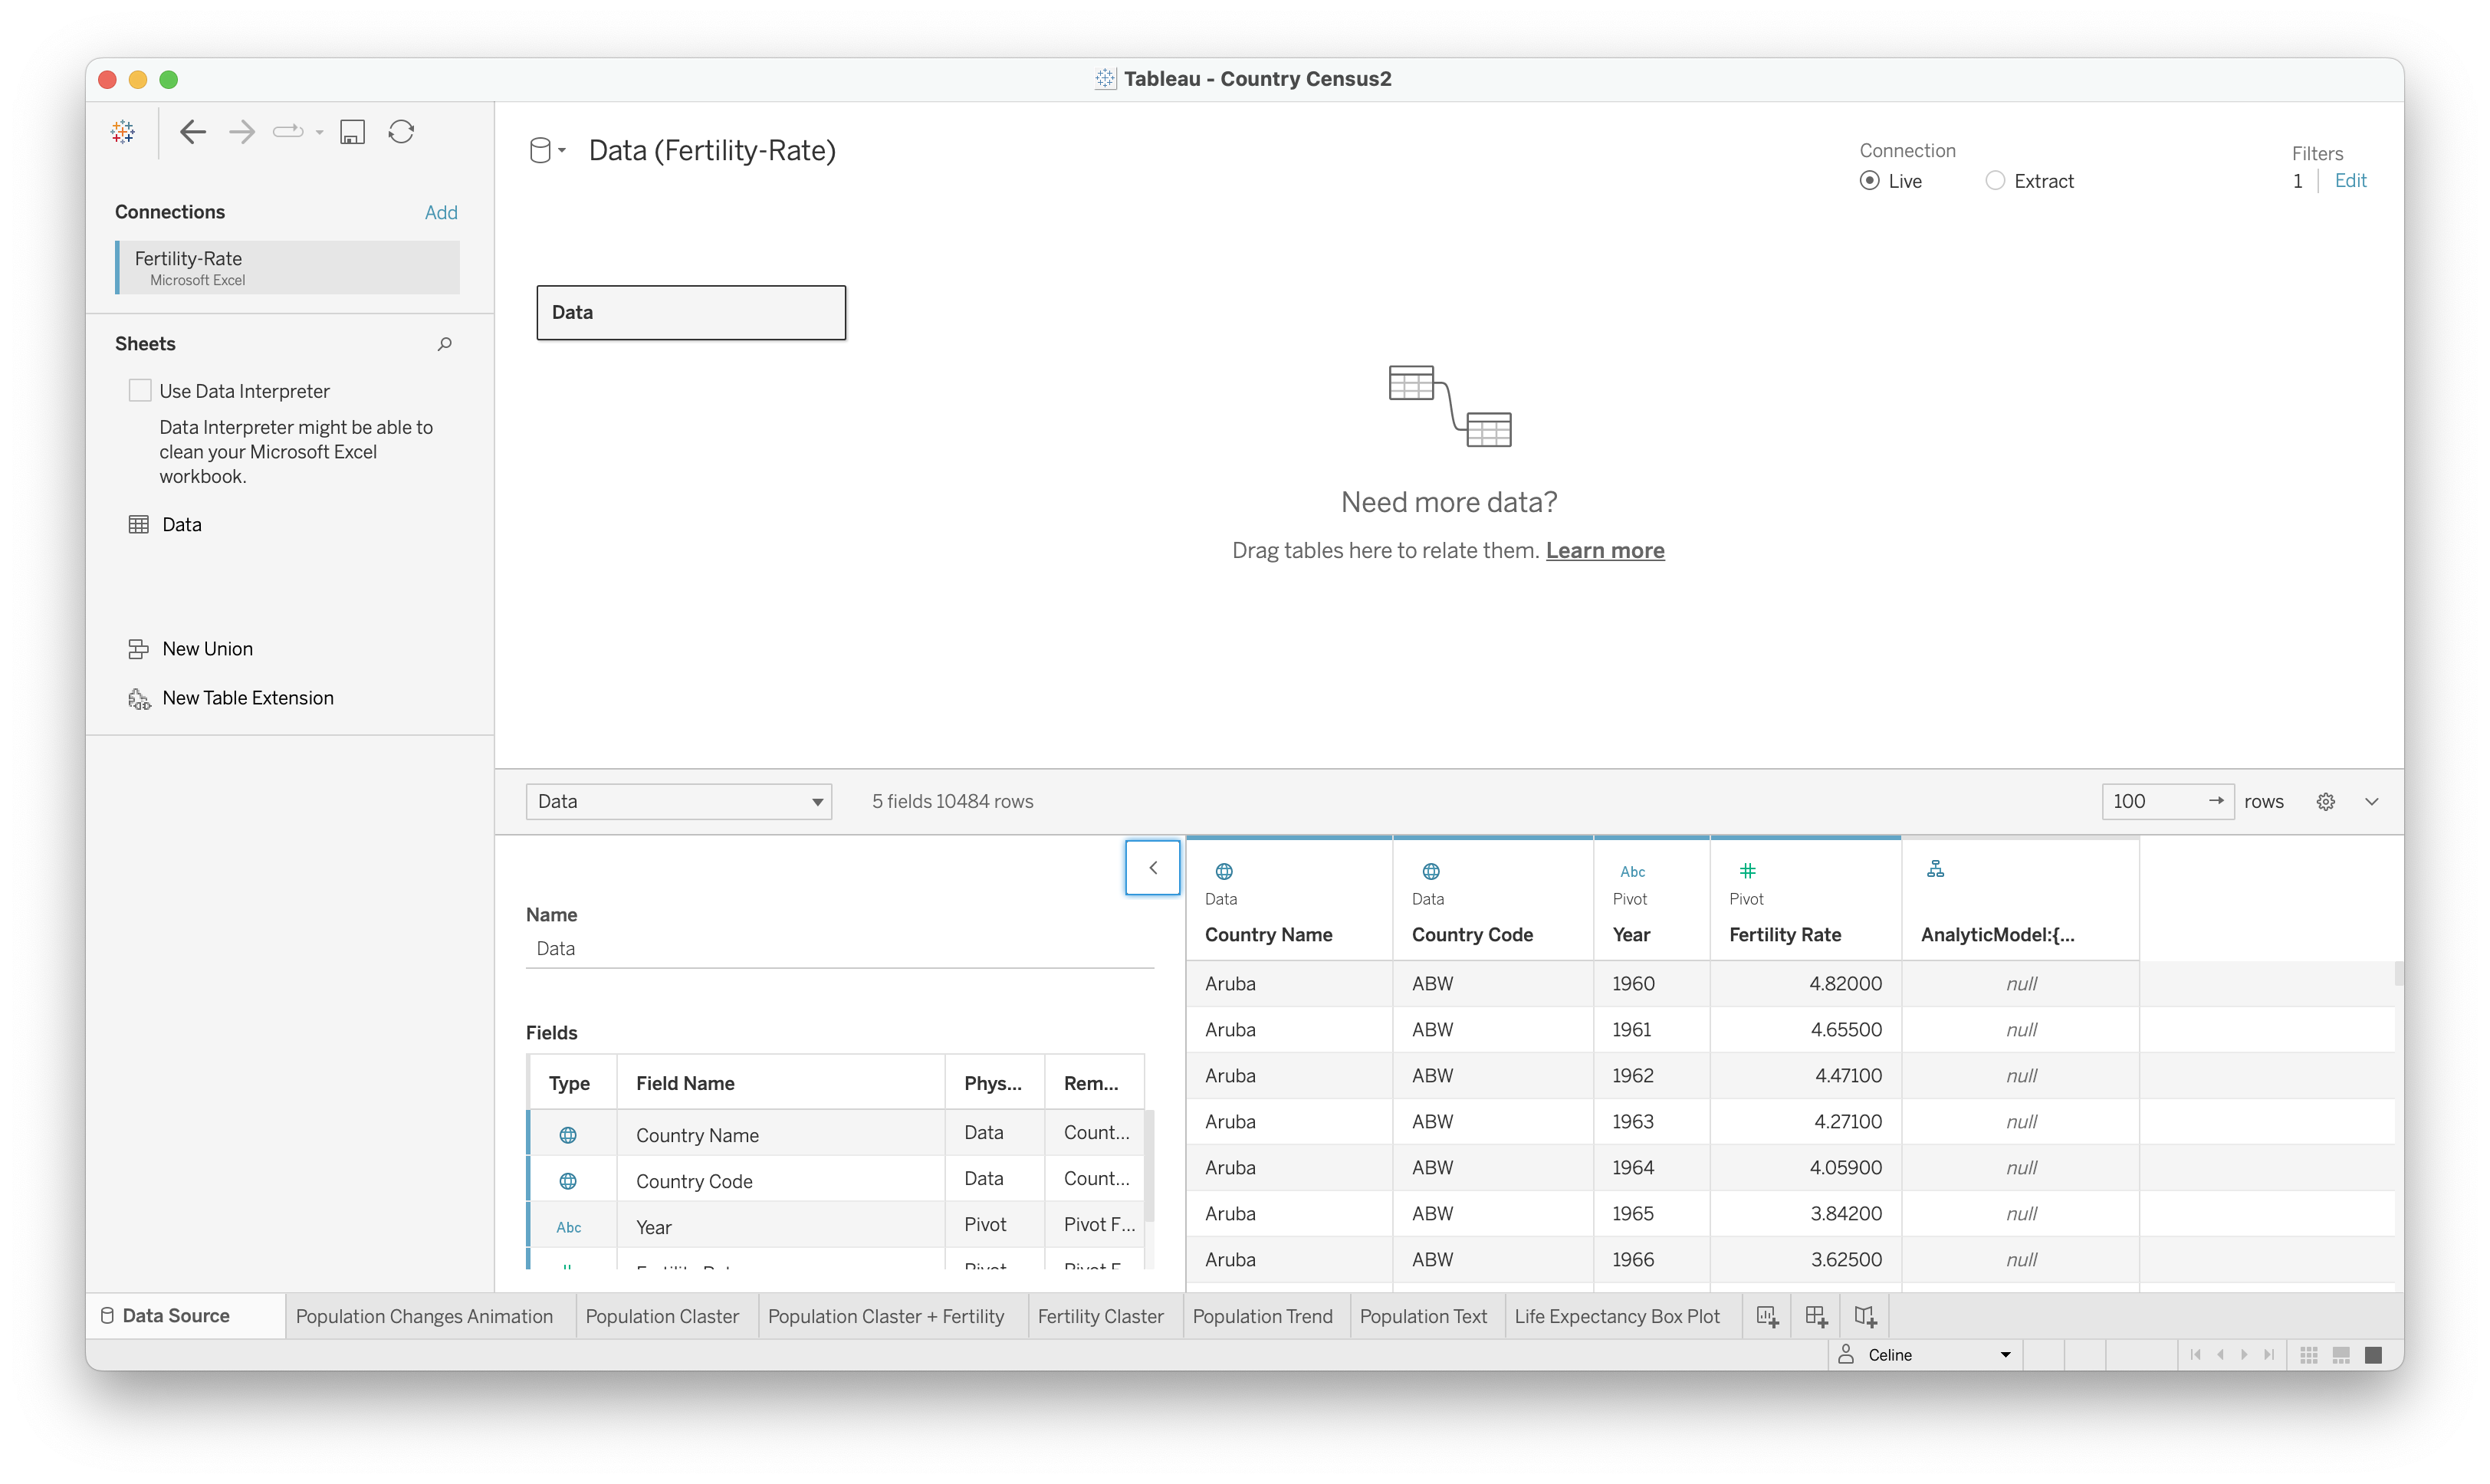 Tableau - Country Census2
Connections Add
Fertility-Rate
Microsoft Excel
Sheets
Use Data Interpreter
Data Interpreter might be able to
clean your Microsoft Excel
workbook.
Data
New Union
New Table Extension
Data (Fertility-Rate)
Connection
Live Extract
Filters
1 Edit
Data
Need more data?
Drag tables here to relate them. Learn more
Data 5 fields 10484 rows 100 rows
Name
Data
Fields
Type Field Name Phys... Rem...
Country Name Data Count...
Country Code Data Count...
Abc Year Pivot Pivot F...
Data Data Abc Pivot # Pivot
Country Name Country Code Year Fertility Rate AnalyticModel:{...
Aruba ABW 1960 4.82000 null
Aruba ABW 1961 4.65500 null
Aruba ABW 1962 4.47100 null
Aruba ABW 1963 4.27100 null
Aruba ABW 1964 4.05900 null
Aruba ABW 1965 3.84200 null
Aruba ABW 1966 3.62500 null
Data Source Population Changes Animation Population Claster Population Claster + Fertility Fertility Claster Population Trend Population Text Life Expectancy Box Plot
Celine